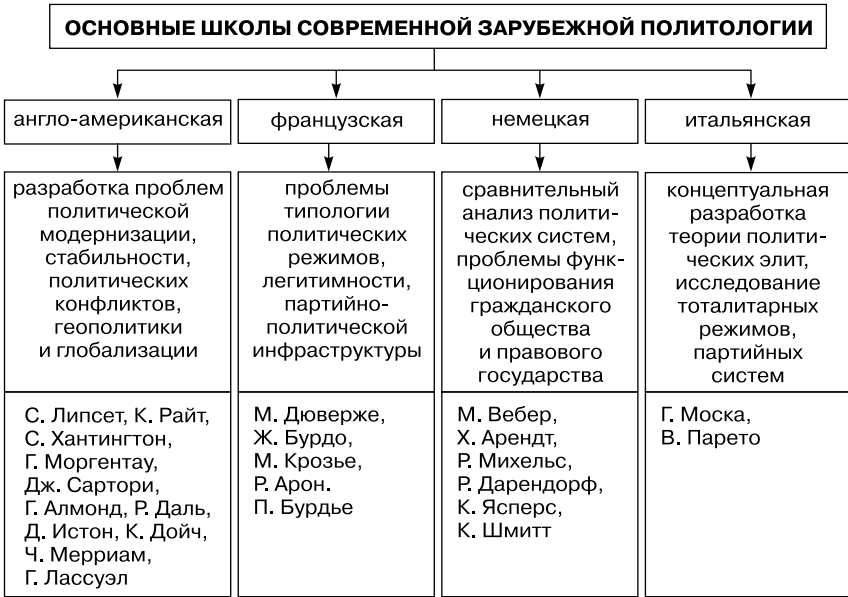 ОСНОВНЫЕ ШКОЛЫ СОВРЕМЕННОЙ ЗАРУБЕЖНОЙ ПОЛИТОЛОГИИ
англо-американская
разработка проблем
политической
модернизации,
стабильности,
политических
конфликтов,
геополитики
и глобализации
С. Липсет, К. Райт,
С. Хантингтон,
Г. Моргентау,
Дж. Сартори,
Г. Алмонд, Р. Даль,
Д. Истон, К. Дойч,
Ч. Мерриам,
Г. Лассуэл
французская
проблемы
типологии
политических
режимов,
легитимности,
партийно-
политической
инфраструктуры
М. Дюверже,
Ж. Бурдо,
М. Крозье,
Р. Арон.
П. Бурдье
немецкая
сравнительный
анализ полити-
ческих систем,
проблемы функ-
ционирования
гражданского
общества
и правового
государства
М. Вебер,
Х. Арендт,
Р. Михельс,
Р. Дарендорф,
К. Ясперс,
К. Шмитт
итальянская
концептуальная
разработка
теории полити-
ческих элит,
исследование
тоталитарных
режимов,
партийных
систем
Г. Моска,
В. Парето